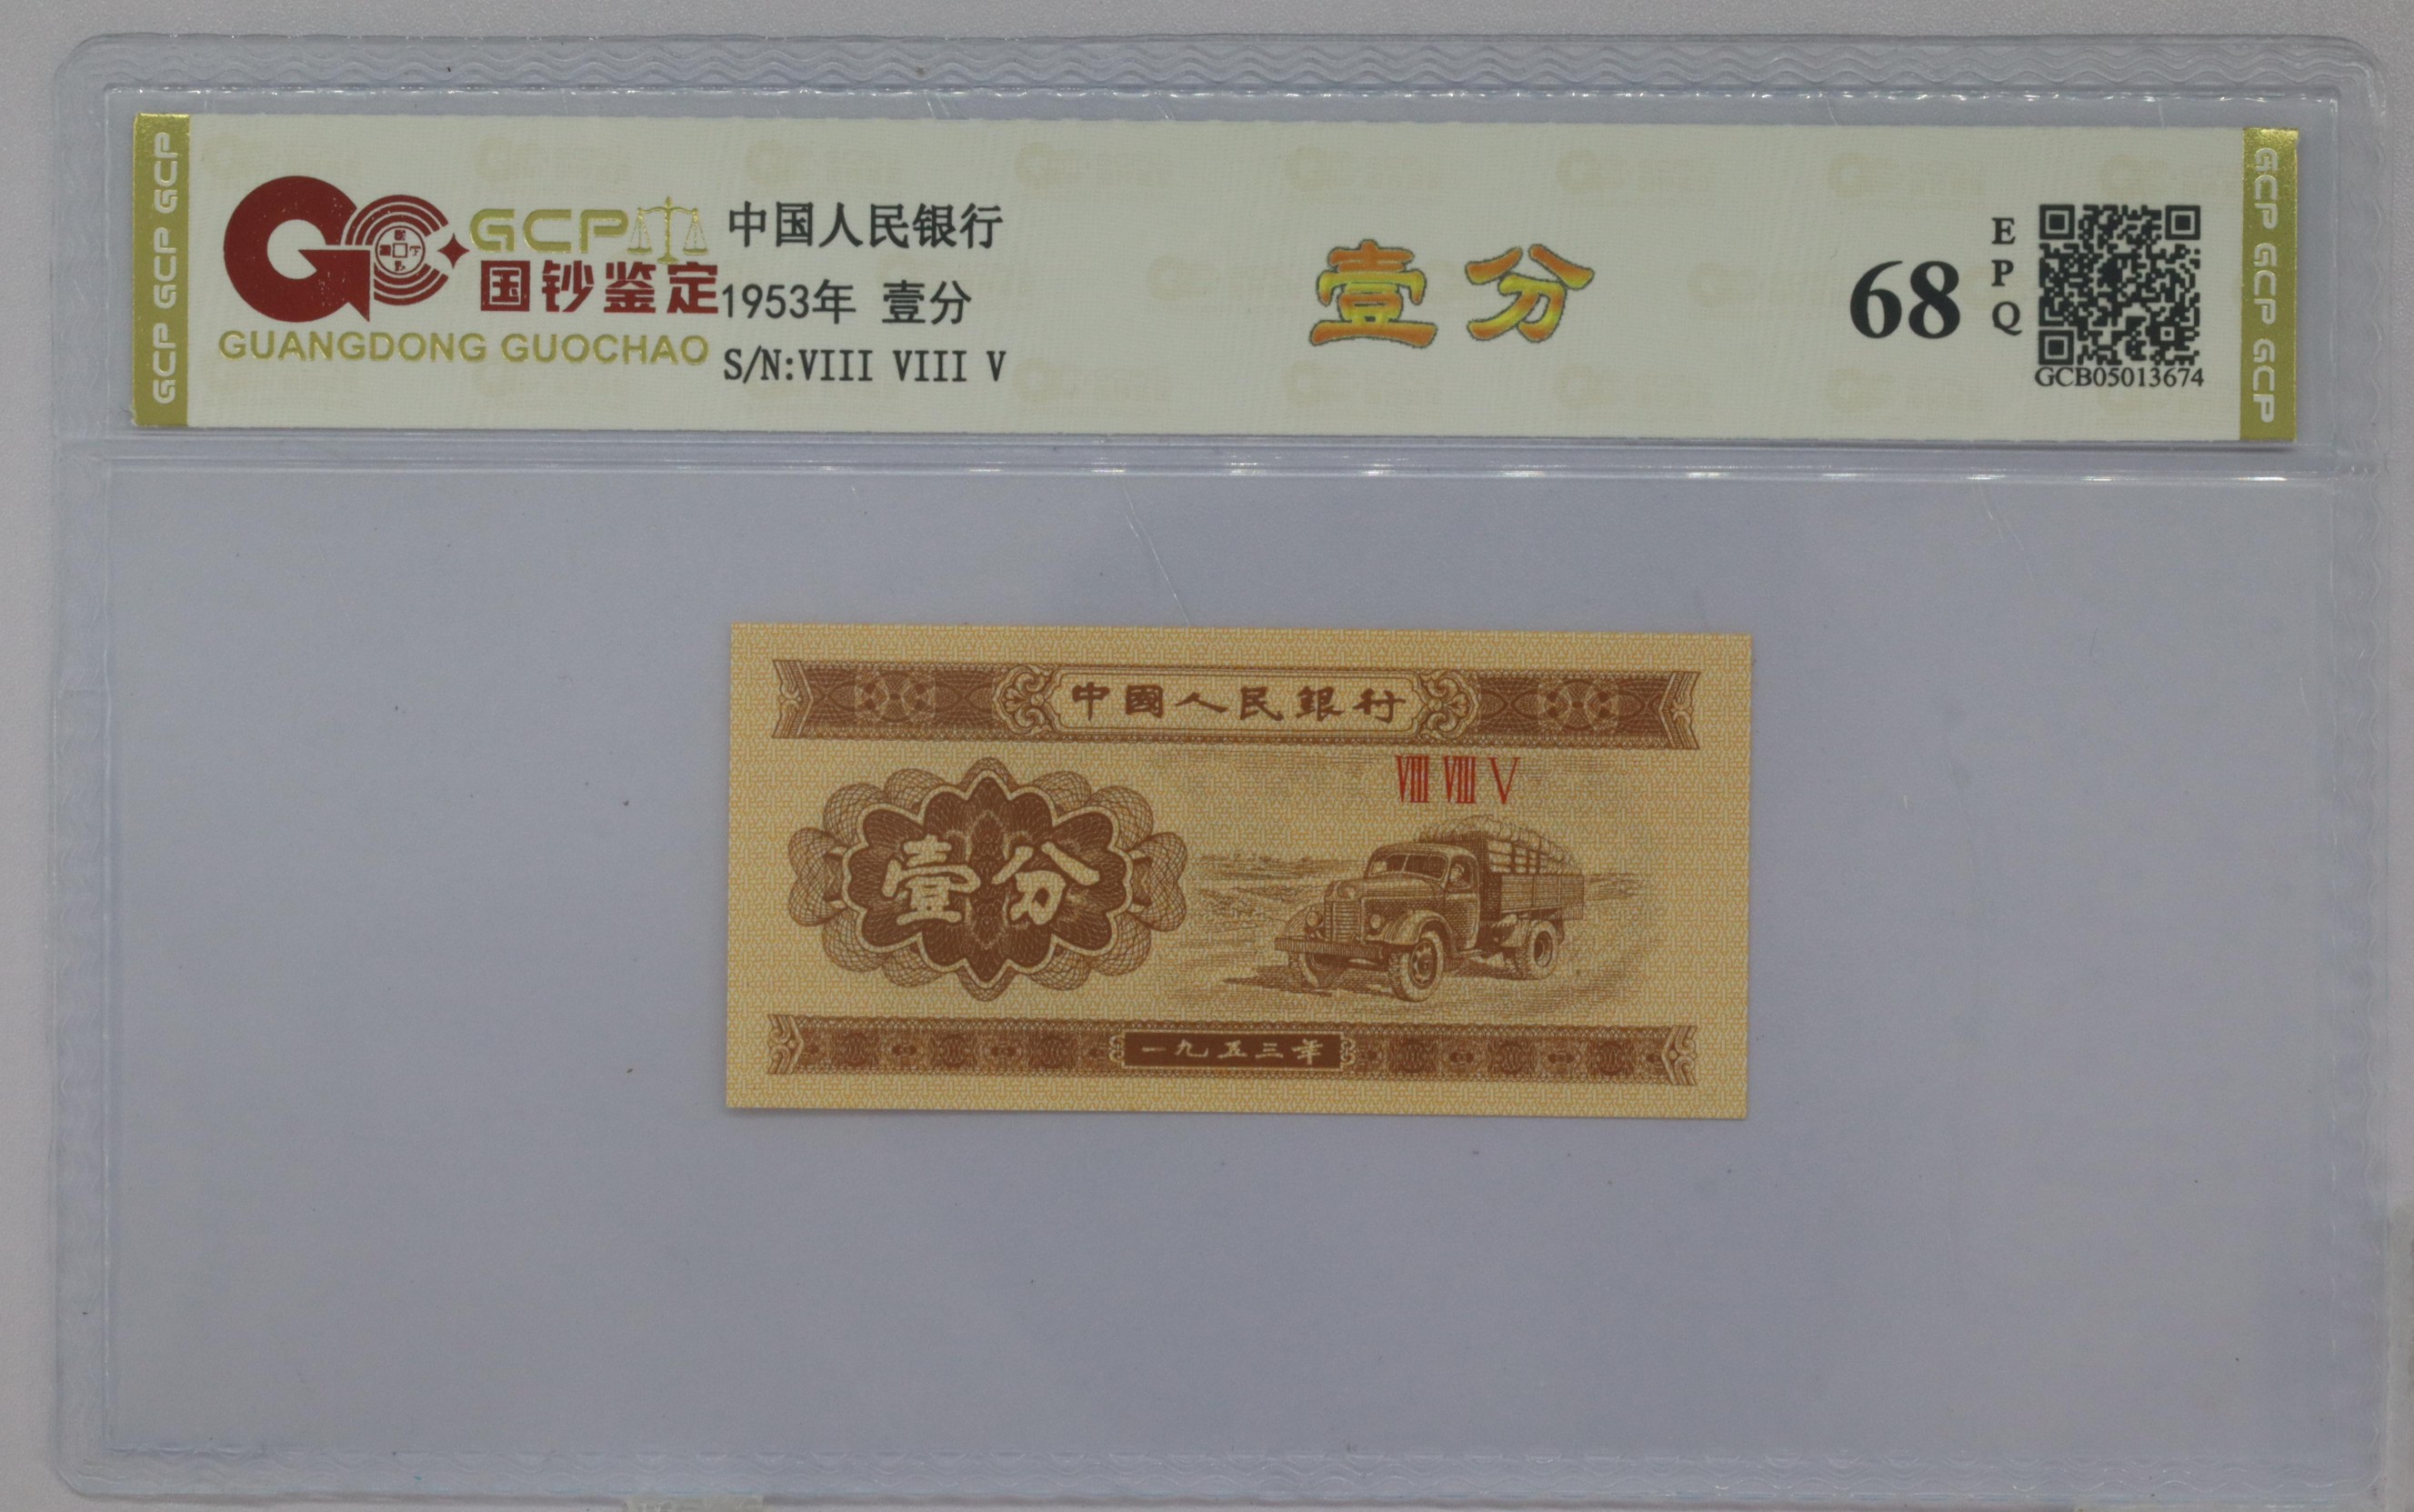 GCP GCP GCP
GCP
国钞鉴定
GUANGDONG GUOCHAO
中国人民银行
1953年 壹分
S/N:VIII VIII V
壹分
68
EPQ
GCB05013674
GCP GCP GCP
中國人民銀行
VIII VIII V
壹分
一九五三年